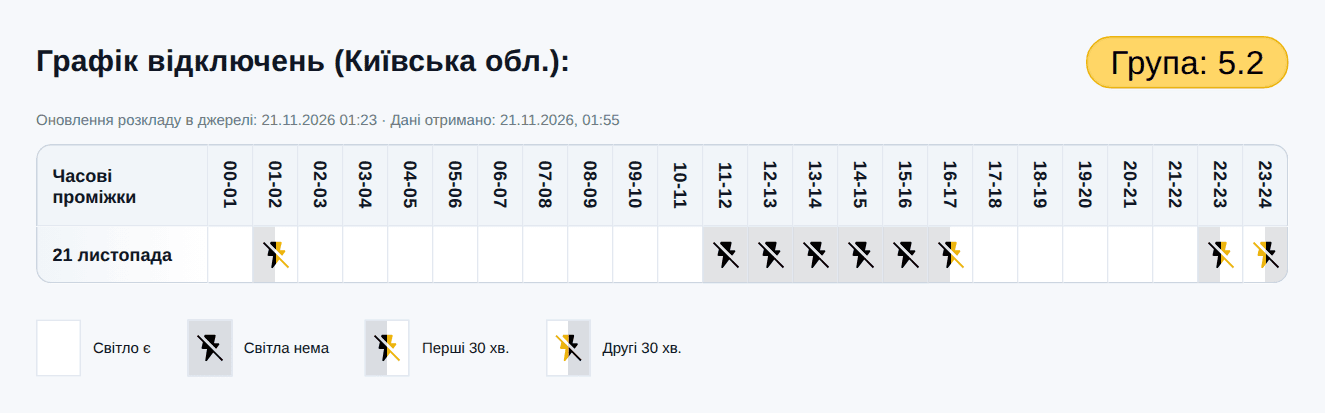 Графік відключень (Київська обл.):
Група: 5.2
Оновлення розкладу в джерелі: 21.11.2026 01:23 · Дані отримано: 21.11.2026, 01:55
Часові
проміжки
00-01
01-02
02-03
03-04
04-05
05-06
06-07
07-08
08-09
09-10
10-11
11-12
12-13
13-14
14-15
15-16
16-17
17-18
18-19
19-20
20-21
21-22
22-23
23-24
21 листопада
Світло є
Світла нема
Перші 30 хв.
Другі 30 хв.